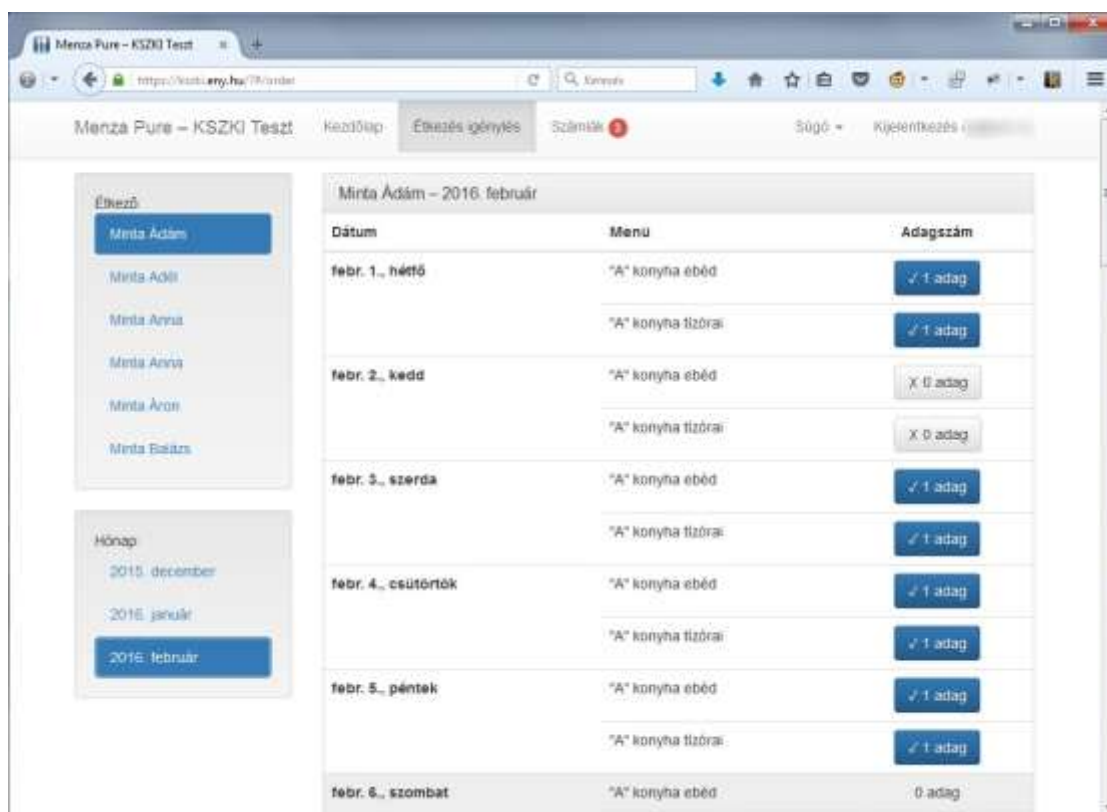 Menza Pure – KSZKI Teszt
eny.hu
Keresés
Menza Pure – KSZKI Teszt Kezdőlap Étkezés igénylés Számlák 3 Súgó Kijelentkezés
Étkező
Minta Ádám
Minta Adél
Minta Anna
Minta Anna
Minta Áron
Minta Balázs
Hónap
2015. december
2016. január
2016. február
Minta Ádám – 2016. február
Dátum Menü Adagszám
febr. 1., hétfő "A" konyha ebéd √ 1 adag
"A" konyha tízórai √ 1 adag
febr. 2., kedd "A" konyha ebéd X 0 adag
"A" konyha tízórai X 0 adag
febr. 3., szerda "A" konyha ebéd √ 1 adag
"A" konyha tízórai √ 1 adag
febr. 4., csütörtök "A" konyha ebéd √ 1 adag
"A" konyha tízórai √ 1 adag
febr. 5., péntek "A" konyha ebéd √ 1 adag
"A" konyha tízórai √ 1 adag
febr. 6., szombat "A" konyha ebéd 0 adag